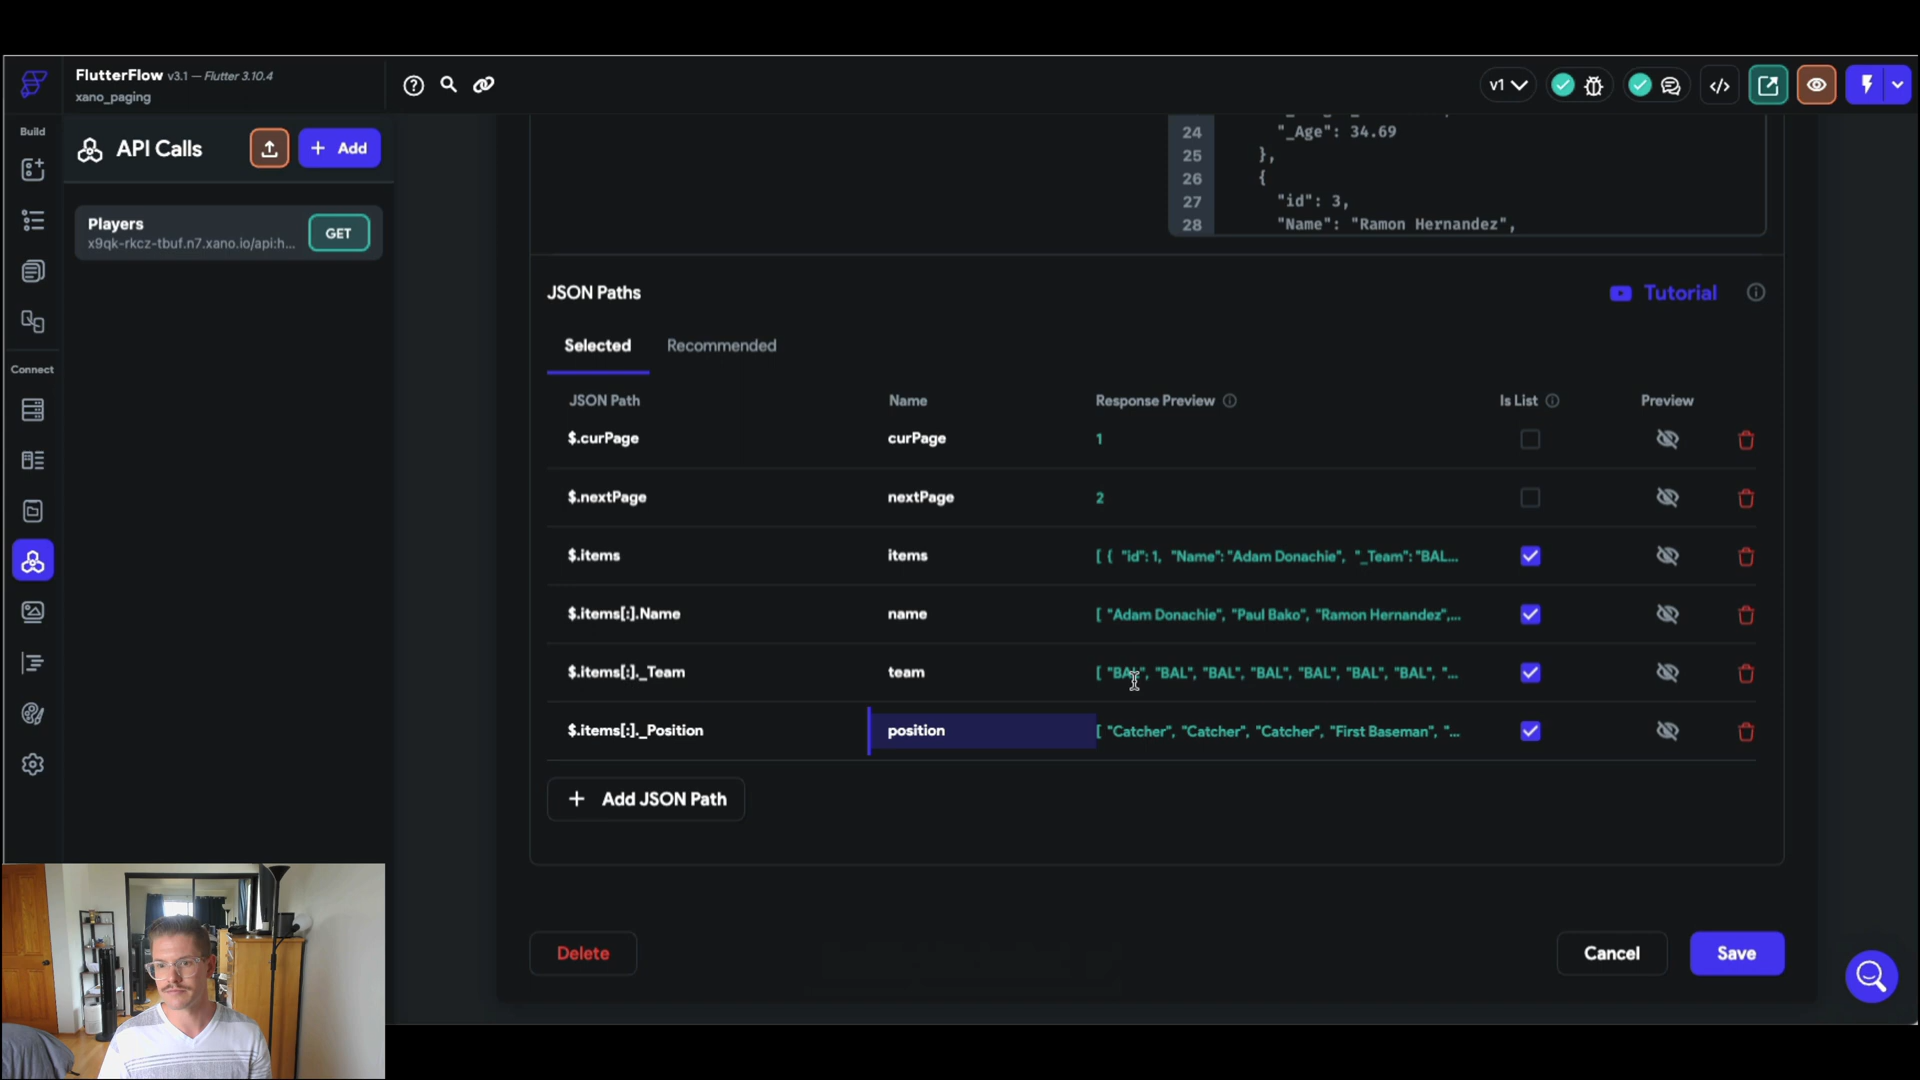 FlutterFlow v3.1 — Flutter 3.10.4
xano_paging
v1
Build
API Calls
Add
Players
x9qk-rkcz-tbuf.n7.xano.io/api:h...
GET
Connect
24 "_Age": 34.69
25 },
26 {
27 "id": 3,
28 "Name": "Ramon Hernandez",
JSON Paths
Tutorial
Selected
Recommended
JSON Path Name Response Preview Is List Preview
$.curPage curPage 1
$.nextPage nextPage 2
$.items items [ { "id": 1, "Name": "Adam Donachie", "_Team": "BAL...
$.items[:].Name name [ "Adam Donachie", "Paul Bako", "Ramon Hernandez",...
$.items[:]._Team team [ "BAL", "BAL", "BAL", "BAL", "BAL", "BAL", "BAL", "...
$.items[:]._Position position [ "Catcher", "Catcher", "Catcher", "First Baseman", "...
+ Add JSON Path
Delete
Cancel
Save